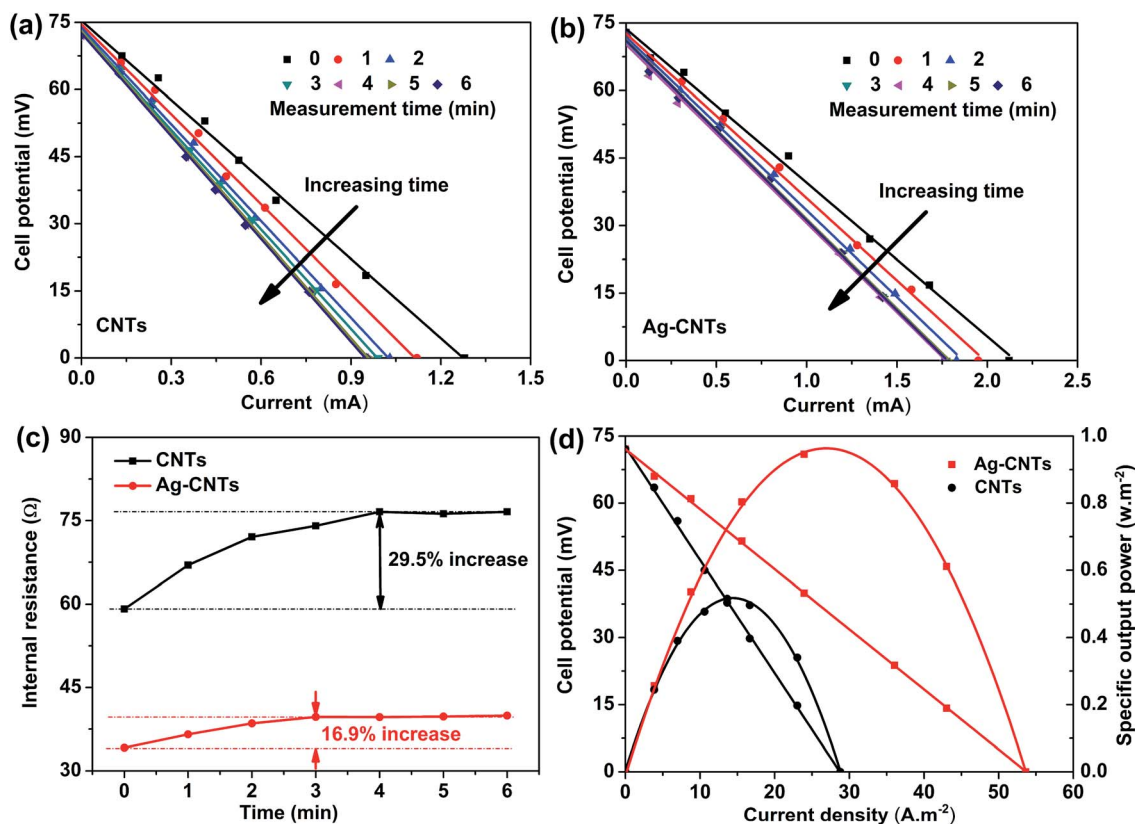 (a)
75
60
45
30
15
0
Cell potential (mV)
0 1 2
3 4 5 6
Measurement time (min)
Increasing time
CNTs
0.0 0.3 0.6 0.9 1.2 1.5
Current (mA)
(b)
75
60
45
30
15
0
Cell potential (mV)
0 1 2
3 4 5 6
Measurement time (min)
Increasing time
Ag-CNTs
0.0 0.5 1.0 1.5 2.0 2.5
Current (mA)
(c)
90
75
60
45
30
Internal resistance (Ω)
CNTs
Ag-CNTs
29.5% increase
16.9% increase
0 1 2 3 4 5 6
Time (min)
(d)
75
60
45
30
15
0
Cell potential (mV)
Ag-CNTs
CNTs
1.0
0.8
0.6
0.4
0.2
0.0
Specific output power (w.m⁻²)
0 10 20 30 40 50 60
Current density (A.m⁻²)